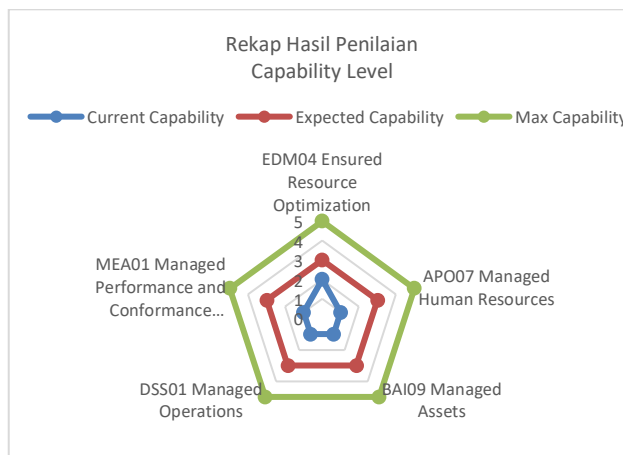 Rekap Hasil Penilaian
Capability Level
Current Capability
Expected Capability
Max Capability
EDM04 Ensured
Resource
Optimization
5
4
3
2
1
0
APO07 Managed
Human Resources
BAI09 Managed
Assets
DSS01 Managed
Operations
MEA01 Managed
Performance and
Conformance…